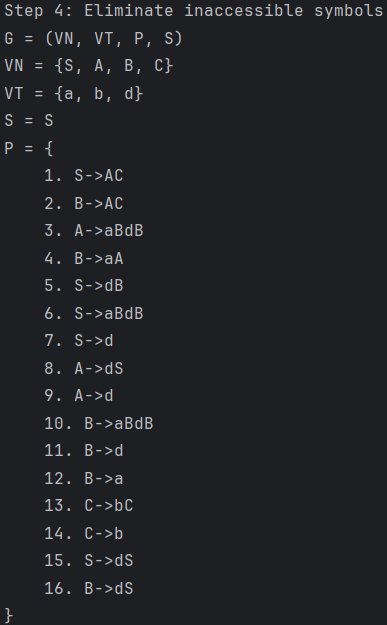 Step 4: Eliminate inaccessible symbols
G = (VN, VT, P, S)
VN = {S, A, B, C}
VT = {a, b, d}
S = S
P = {
    1. S->AC
    2. B->AC
    3. A->aBdB
    4. B->aA
    5. S->dB
    6. S->aBdB
    7. S->d
    8. A->dS
    9. A->d
    10. B->aBdB
    11. B->d
    12. B->a
    13. C->bC
    14. C->b
    15. S->dS
    16. B->dS
}